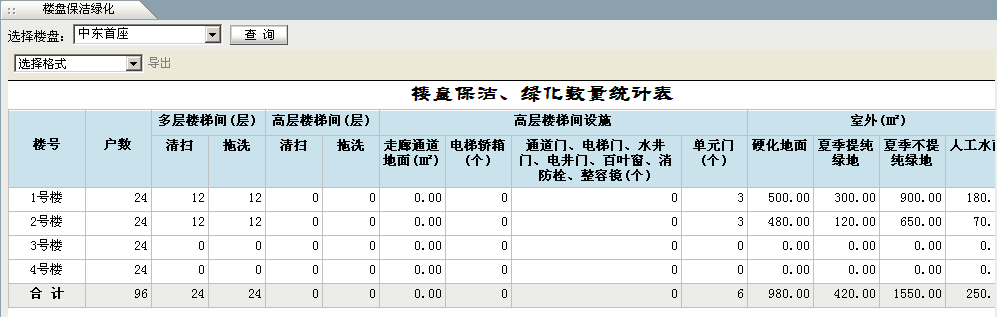 楼盘保洁绿化
选择楼盘： 中东首座 查 询
选择格式 导出
楼盘保洁、绿化数量统计表
楼号 户数 多层楼梯间(层) 高层楼梯间(层) 高层楼梯间设施 室外(㎡)
清扫 拖洗 清扫 拖洗 走廊通道地面(㎡) 电梯轿箱(个) 通道门、电梯门、水井门、电井门、百叶窗、消防栓、整容镜(个) 单元门(个) 硬化地面 夏季提纯绿地 夏季不提纯绿地 人工水
1号楼 24 12 12 0 0 0.00 0 0 3 500.00 300.00 900.00 180.
2号楼 24 12 12 0 0 0.00 0 0 3 480.00 120.00 650.00 70.
3号楼 24 0 0 0 0 0.00 0 0 0 0.00 0.00 0.00 0.
4号楼 24 0 0 0 0 0.00 0 0 0 0.00 0.00 0.00 0.
合 计 96 24 24 0 0 0.00 0 0 6 980.00 420.00 1550.00 250.